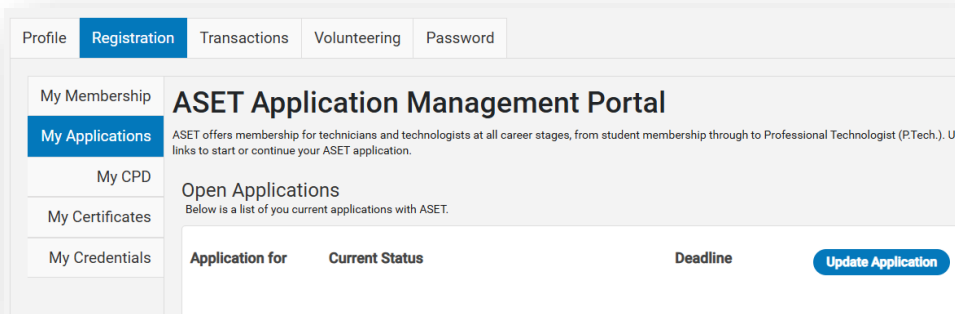 Profile
Registration
Transactions
Volunteering
Password
My Membership
My Applications
My CPD
My Certificates
My Credentials
ASET Application Management Portal
ASET offers membership for technicians and technologists at all career stages, from student membership through to Professional Technologist (P.Tech.). U
links to start or continue your ASET application.
Open Applications
Below is a list of you current applications with ASET.
Application for
Current Status
Deadline
Update Application